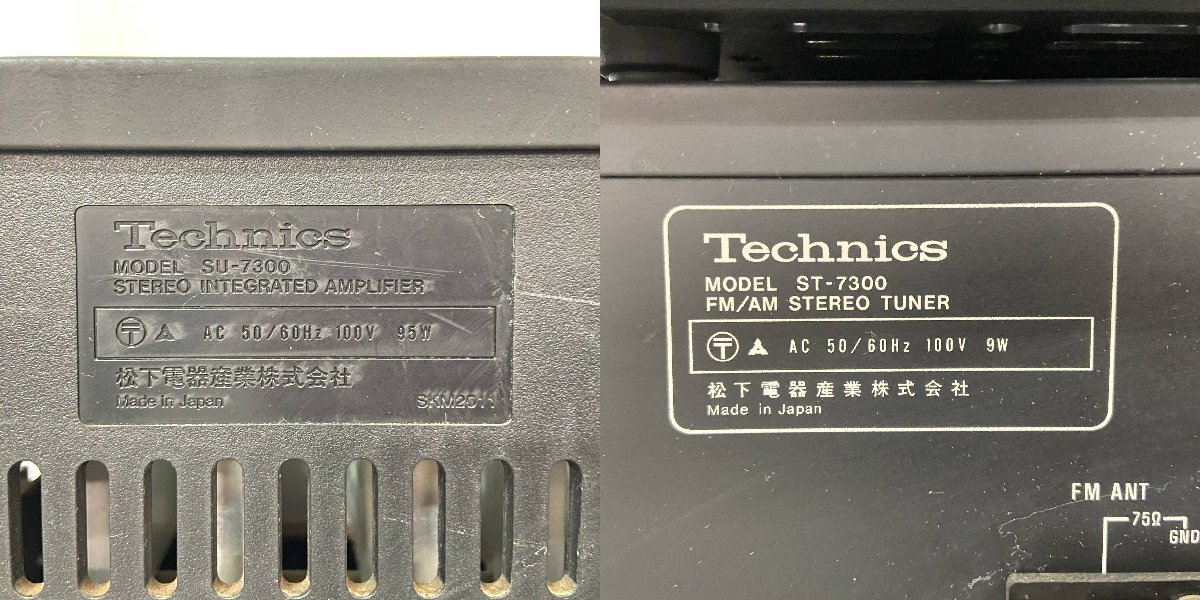 Technics
MODEL SU-7300
STEREO INTEGRATED AMPLIFIER
〒 AC 50/60Hz 100V 95W
松下電器産業株式会社
Made in Japan SKM2011
Technics
MODEL ST-7300
FM/AM STEREO TUNER
〒 AC 50/60Hz 100V 9W
松下電器産業株式会社
Made in Japan
FM ANT
75Ω
GND